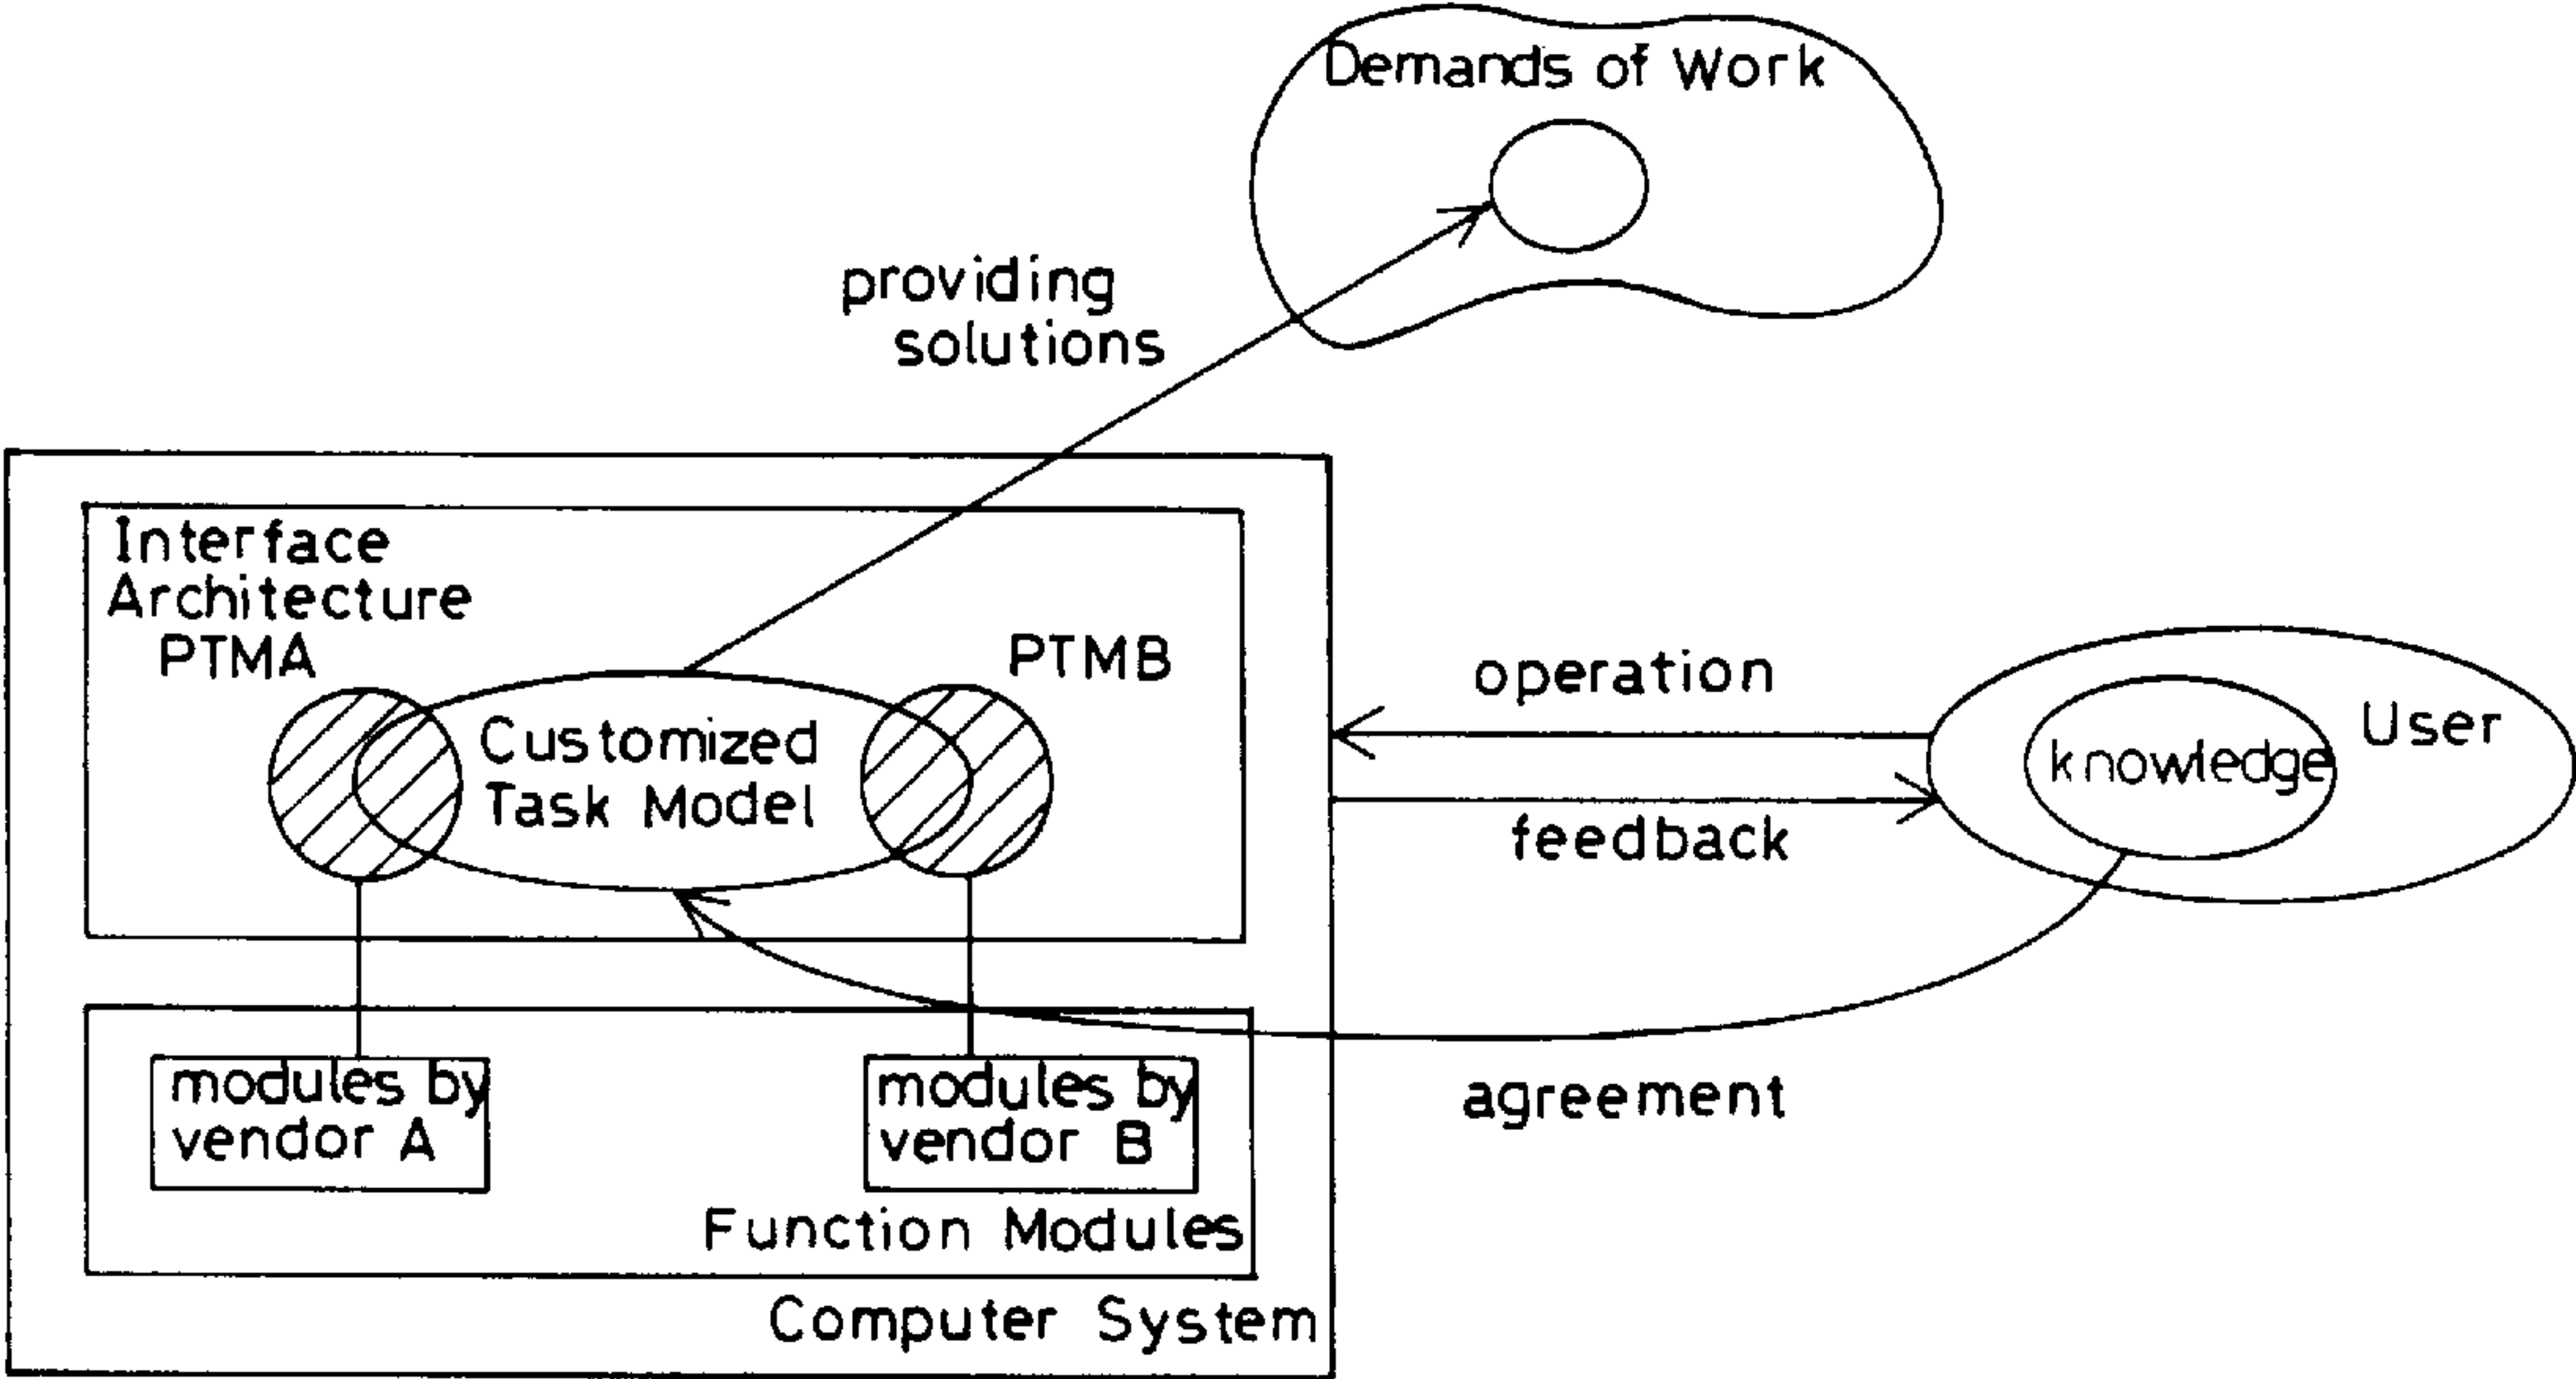 Demands of Work
providing
solutions
Interface
Architecture
PTMA
PTMB
Customized
Task Model
operation
feedback
User
knowledge
agreement
modules by
vendor A
modules by
vendor B
Function Modules
Computer System